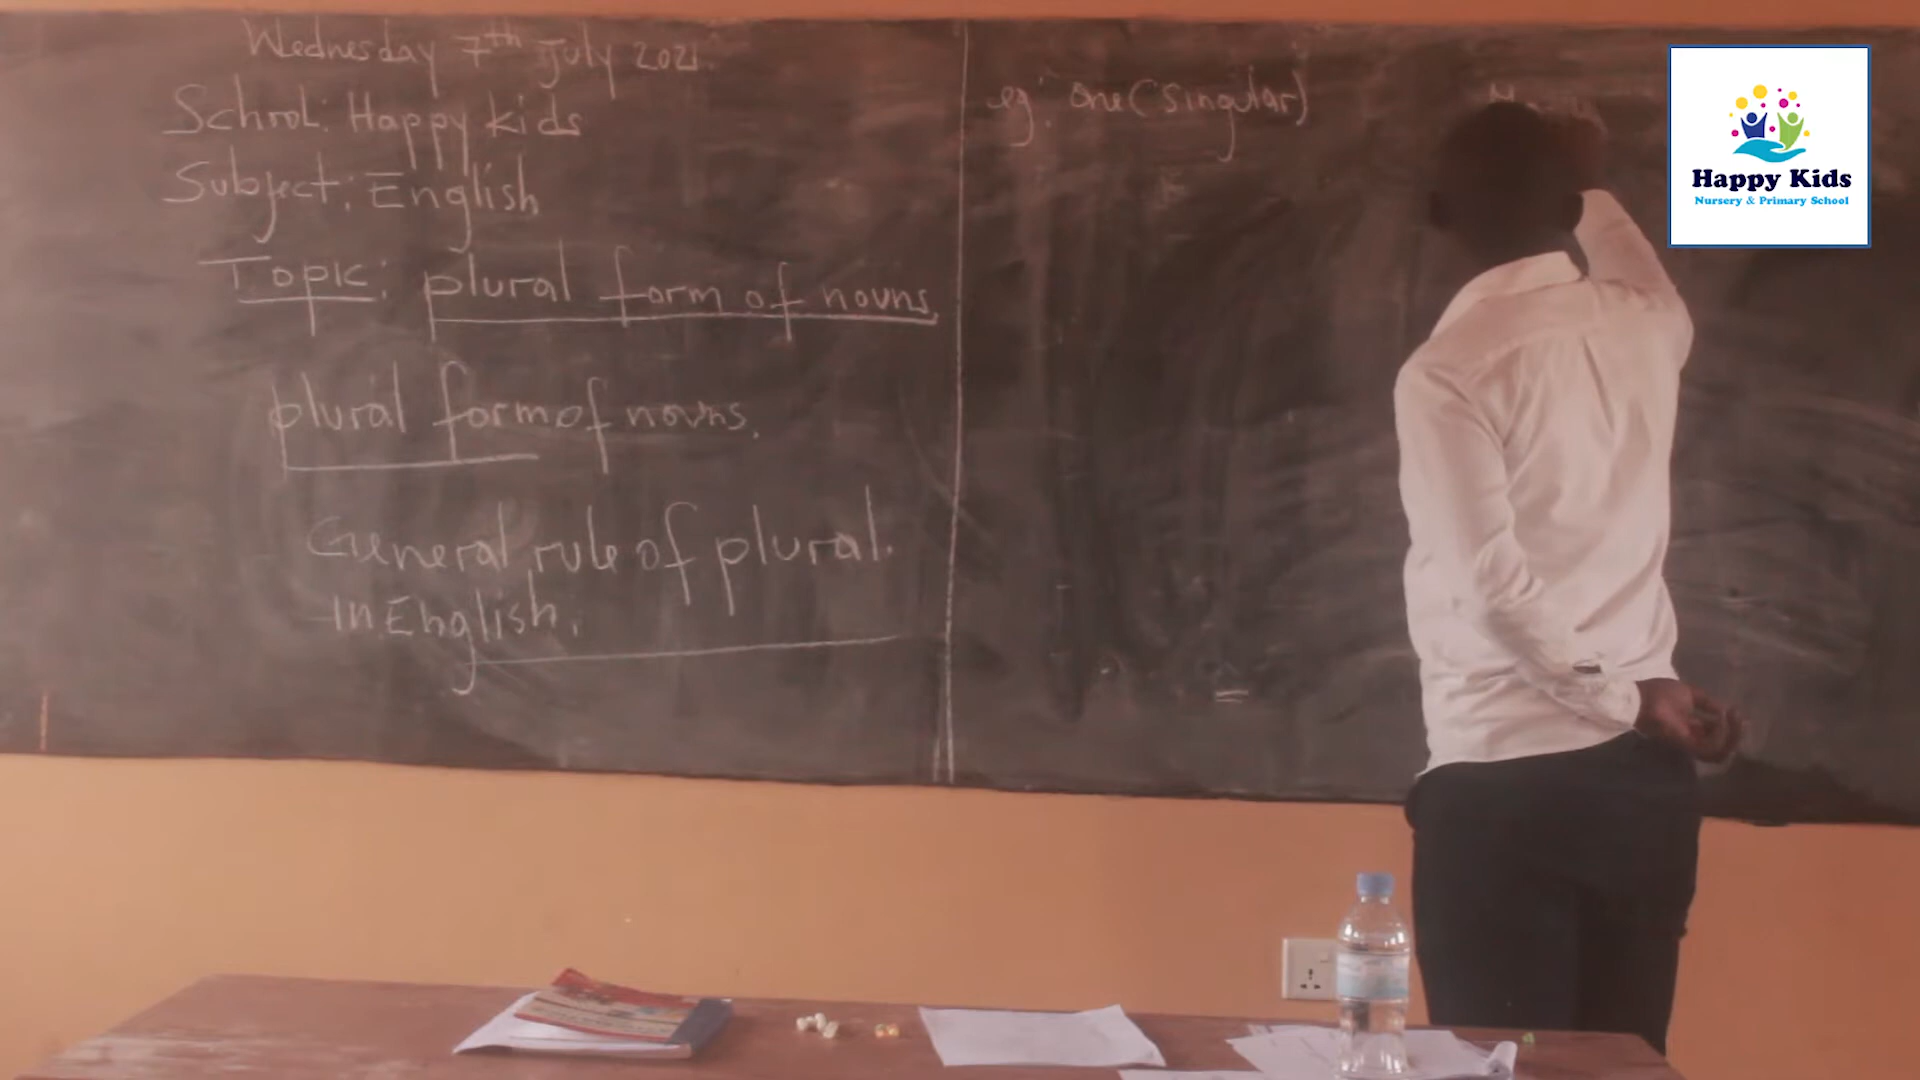 Wednesday 7th July 2021.
School: Happy kids
Subject: English
Topic: plural form of nouns.
plural form of nouns.
General rule of plural.
in English.
eg: one (singular)
Happy Kids
Nursery & Primary School